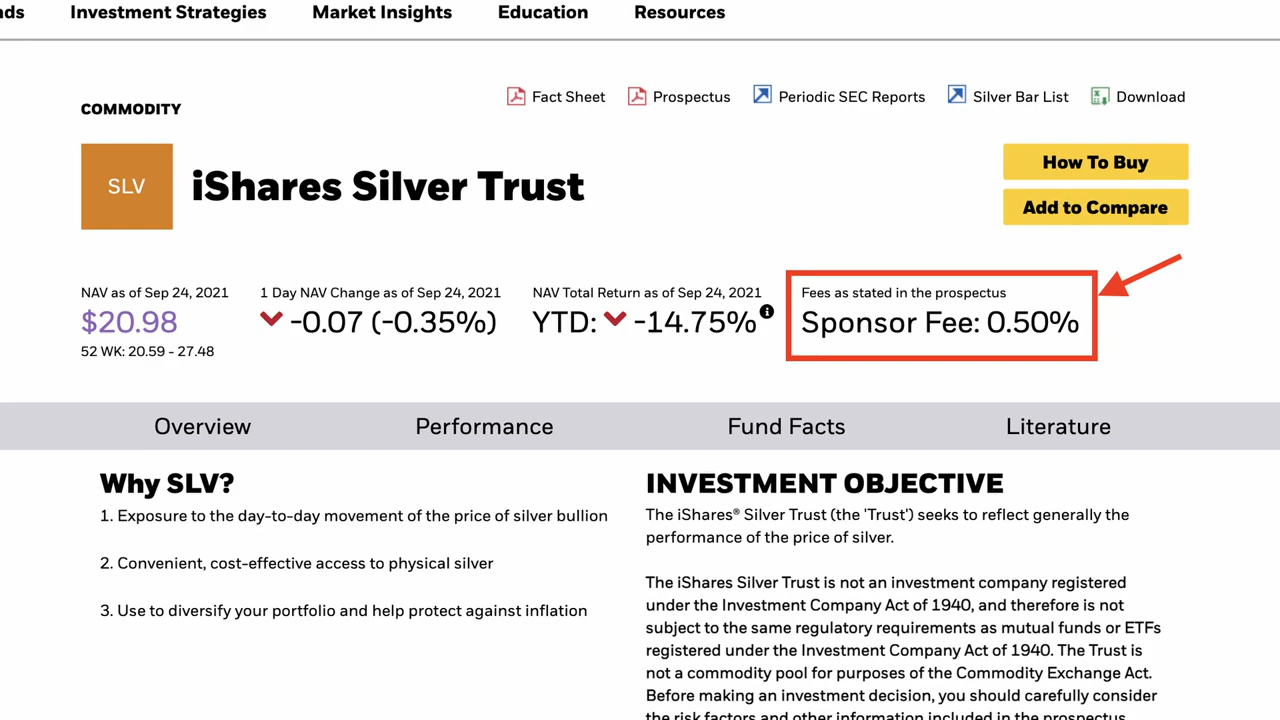 Investment Strategies Market Insights Education Resources
COMMODITY
Fact Sheet Prospectus Periodic SEC Reports Silver Bar List Download
SLV
iShares Silver Trust
How To Buy
Add to Compare
NAV as of Sep 24, 2021
$20.98
52 WK: 20.59 - 27.48
1 Day NAV Change as of Sep 24, 2021
-0.07 (-0.35%)
NAV Total Return as of Sep 24, 2021
YTD: -14.75%
Fees as stated in the prospectus
Sponsor Fee: 0.50%
Overview Performance Fund Facts Literature
Why SLV?
1. Exposure to the day-to-day movement of the price of silver bullion
2. Convenient, cost-effective access to physical silver
3. Use to diversify your portfolio and help protect against inflation
INVESTMENT OBJECTIVE
The iShares® Silver Trust (the 'Trust') seeks to reflect generally the
performance of the price of silver.
The iShares Silver Trust is not an investment company registered
under the Investment Company Act of 1940, and therefore is not
subject to the same regulatory requirements as mutual funds or ETFs
registered under the Investment Company Act of 1940. The Trust is
not a commodity pool for purposes of the Commodity Exchange Act.
Before making an investment decision, you should carefully consider
the risk factors and other information included in the prospectus